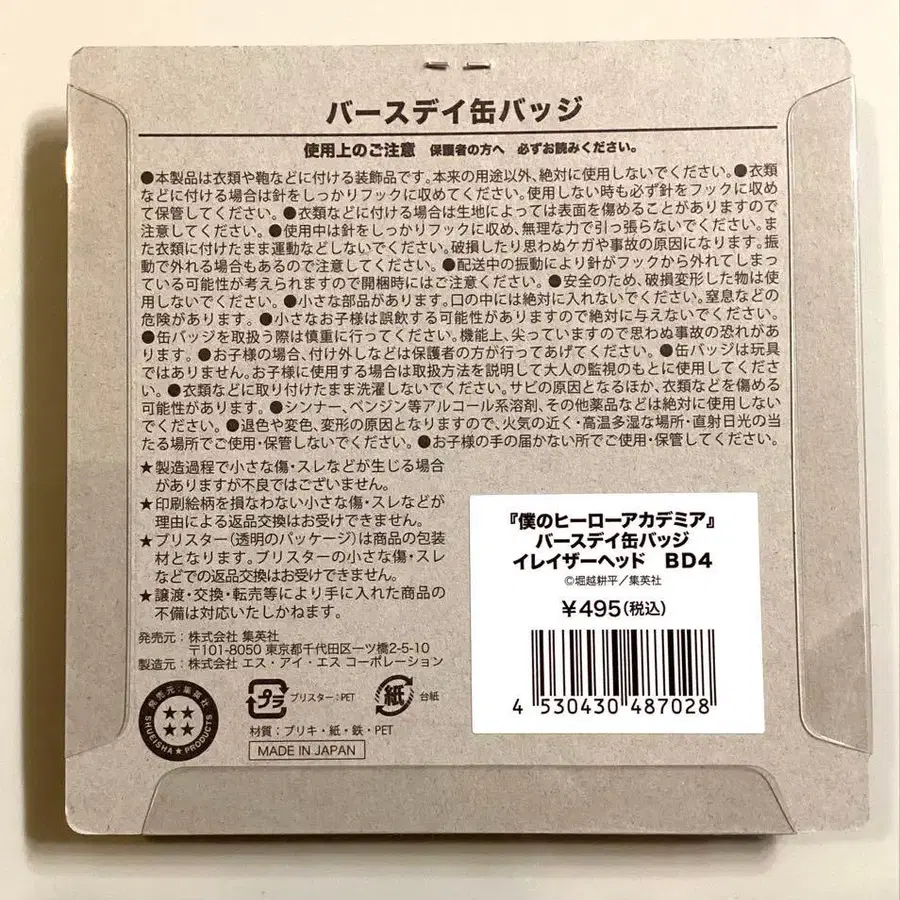 バースデイ缶バッジ
使用上のご注意 保護者の方へ 必ずお読みください。
●本製品は衣類や鞄などに付ける装飾品です。本来の用途以外、絶対に使用しないでください。●衣類
などに付ける場合は針をしっかりフックに収めてください。使用しない時も必ず針をフックに収め
て保管してください。●衣類などに付ける場合は生地によっては表面を傷めることがありますので
注意してください。●使用中は針をしっかりフックに収め、無理な力で引っ張らないでください。ま
た衣類に付けたまま運動などしないでください。破損したり思わぬケガや事故の原因になります。振
動で外れる場合もあるので注意してください。●配送中の振動により針がフックから外れてしまっ
ている可能性が考えられますので開梱時にはご注意ください。●安全のため、破損変形した物は使
用しないでください。●小さな部品があります。口の中には絶対に入れないでください。窒息などの
危険があります。●小さなお子様は誤飲する可能性がありますので絶対に与えないでください。
●缶バッジを取扱う際は慎重に行ってください。機能上、尖っていますので思わぬ事故の恐れがあ
ります。●お子様の場合、付け外しなどは保護者の方が行ってあげてください。●缶バッジは玩具
ではありません。お子様に使用する場合は取扱方法を説明して大人の監視のもとに使用してくださ
い。●衣類などに取り付けたまま洗濯しないでください。サビの原因となるほか、衣類などを傷める
可能性があります。●シンナー、ベンジン等アルコール系溶剤、その他薬品などは絶対に使用しない
でください。●退色や変色、変形の原因となりますので、火気の近く・高温多湿な場所・直射日光の当
たる場所でご使用・保管しないでください。●お子様の手の届かない所でご使用・保管してください。
★製造過程で小さな傷・スレなどが生じる場合
がありますが不良ではございません。
★印刷絵柄を損なわない小さな傷・スレなどが
理由による返品交換はお受けできません。
★ブリスター(透明のパッケージ)は商品の包装
材となります。ブリスターの小さな傷・スレ
などでの返品交換はお受けできません。
★譲渡・交換・転売等により手に入れた商品の
不備は対応いたしかねます。
発売元:株式会社 集英社
〒101-8050 東京都千代田区一ツ橋2-5-10
製造元:株式会社 エス・アイ・エス コーポレーション
発売元:集英社
SHUEISHA★PRODUCTS
プラ ブリスター:PET 紙 台紙
材質:ブリキ・紙・鉄・PET
MADE IN JAPAN
『僕のヒーローアカデミア』
バースデイ缶バッジ
イレイザーヘッド BD4
©堀越耕平/集英社
¥495(税込)
4 530430 487028